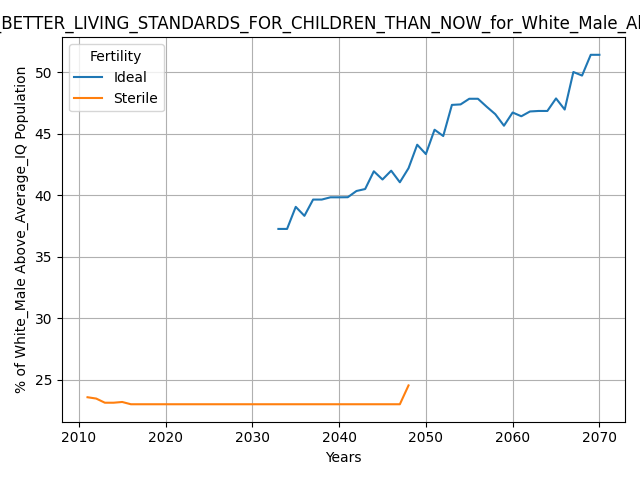 _BETTER_LIVING_STANDARDS_FOR_CHILDREN_THAN_NOW_for_White_Male_A
Fertility
Ideal
Sterile
% of White_Male Above_Average_IQ Population
50
45
40
35
30
25
2010 2020 2030 2040 2050 2060 2070
Years